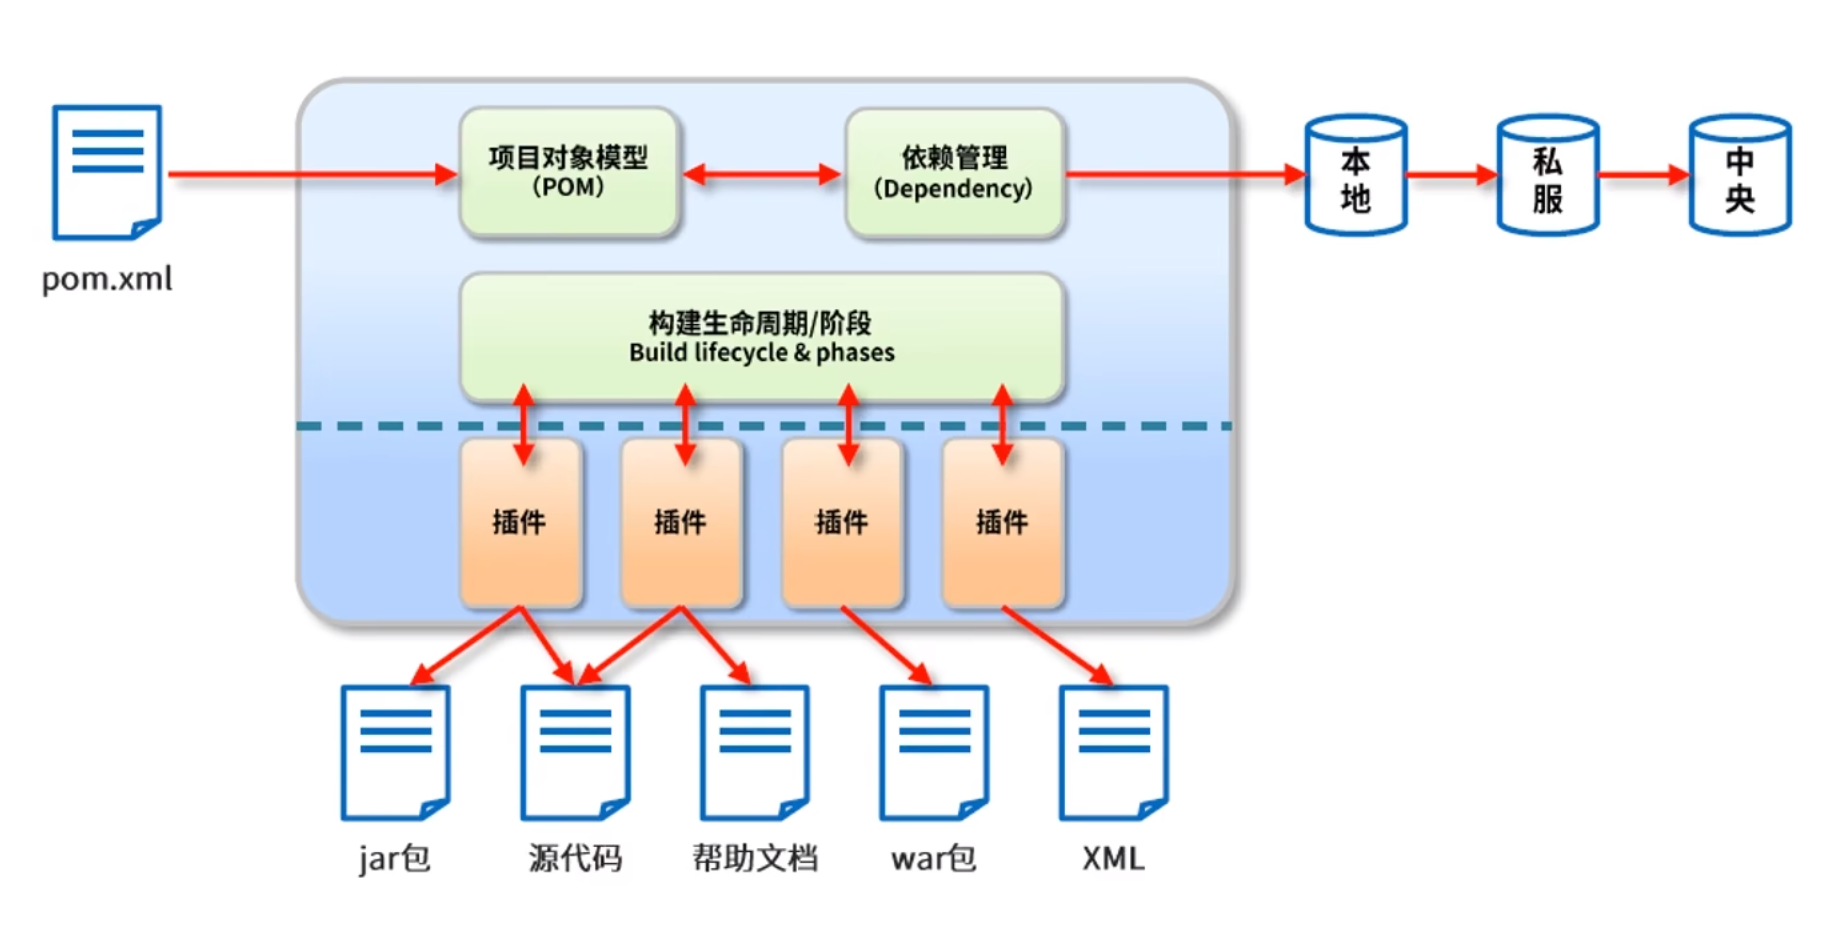 pom.xml
项目对象模型
（POM）
依赖管理
（Dependency）
本
地
私
服
中
央
构建生命周期/阶段
Build lifecycle & phases
插件
插件
插件
插件
jar包
源代码
帮助文档
war包
XML